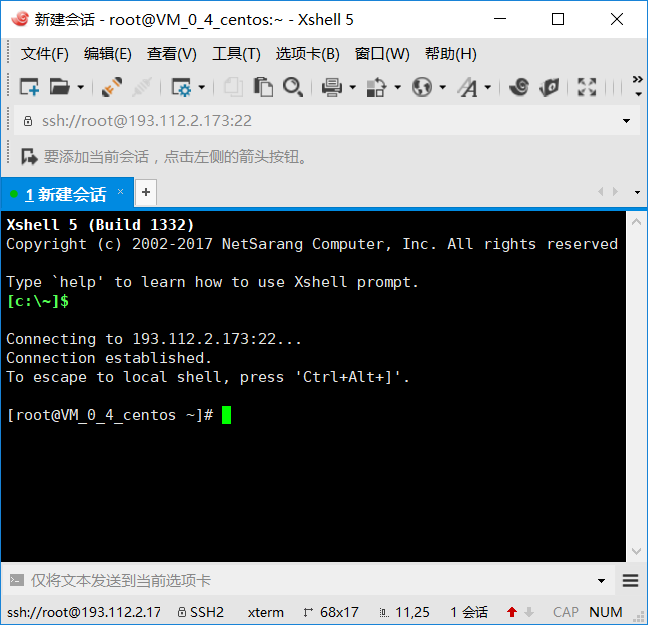 新建会话 - root@VM_0_4_centos:~ - Xshell 5
文件(F) 编辑(E) 查看(V) 工具(T) 选项卡(B) 窗口(W) 帮助(H)
ssh://root@193.112.2.173:22
要添加当前会话，点击左侧的箭头按钮。
1 新建会话 × +
Xshell 5 (Build 1332)
Copyright (c) 2002-2017 NetSarang Computer, Inc. All rights reserved
Type `help' to learn how to use Xshell prompt.
[c:\~]$
Connecting to 193.112.2.173:22...
Connection established.
To escape to local shell, press 'Ctrl+Alt+]'.
[root@VM_0_4_centos ~]#
仅将文本发送到当前选项卡
ssh://root@193.112.2.17 SSH2 xterm 68x17 11,25 1 会话 CAP NUM